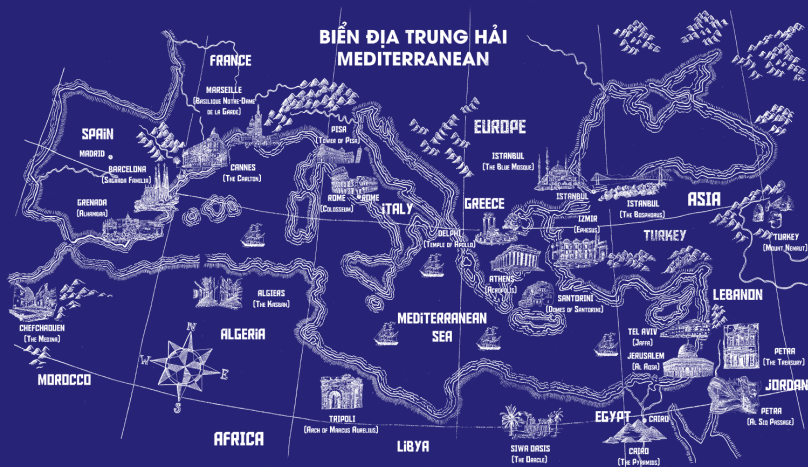 BIỂN ĐỊA TRUNG HẢI
MEDITERRANEAN
FRANCE
MARSEILLE
(BASILIQUE NOTRE-DAME
DE LA GARDE)
SPAIN
MADRID
BARCELONA
(SAGRADA FAMILIA)
GRENADA
(ALHAMBRA)
CANNES
(THE CARLTON)
PISA
(TOWER OF PISA)
ROME
ROME
(COLOSSEUM)
ITALY
EUROPE
ISTANBUL
(THE BLUE MOSQUE)
ISTANBUL
ISTANBUL
(THE BOSPHORUS)
ASIA
GREECE
DELPHI
(TEMPLE OF APOLLO)
IZMIR
(EPHESUS)
TURKEY
TURKEY
(MOUNT NEMRUT)
ATHENS
(ACROPOLIS)
SANTORINI
(DOMES OF SANTORINI)
LEBANON
CHEFCHAOUEN
(THE MEDINA)
ALGIERS
(THE KASBAH)
ALGERIA
MEDITERRANEAN
SEA
TEL AVIV
(JAFFA)
JERUSALEM
(AL AQSA)
PETRA
(THE TREASURY)
MOROCCO
N
W
E
S
JORDAN
PETRA
(AL SIQ PASSAGE)
TRIPOLI
(ARCH OF MARCUS AURELIUS)
EGYPT
CAIRO
AFRICA
LIBYA
SIWA OASIS
(THE ORACLE)
CAIRO
(THE PYRAMIDS)